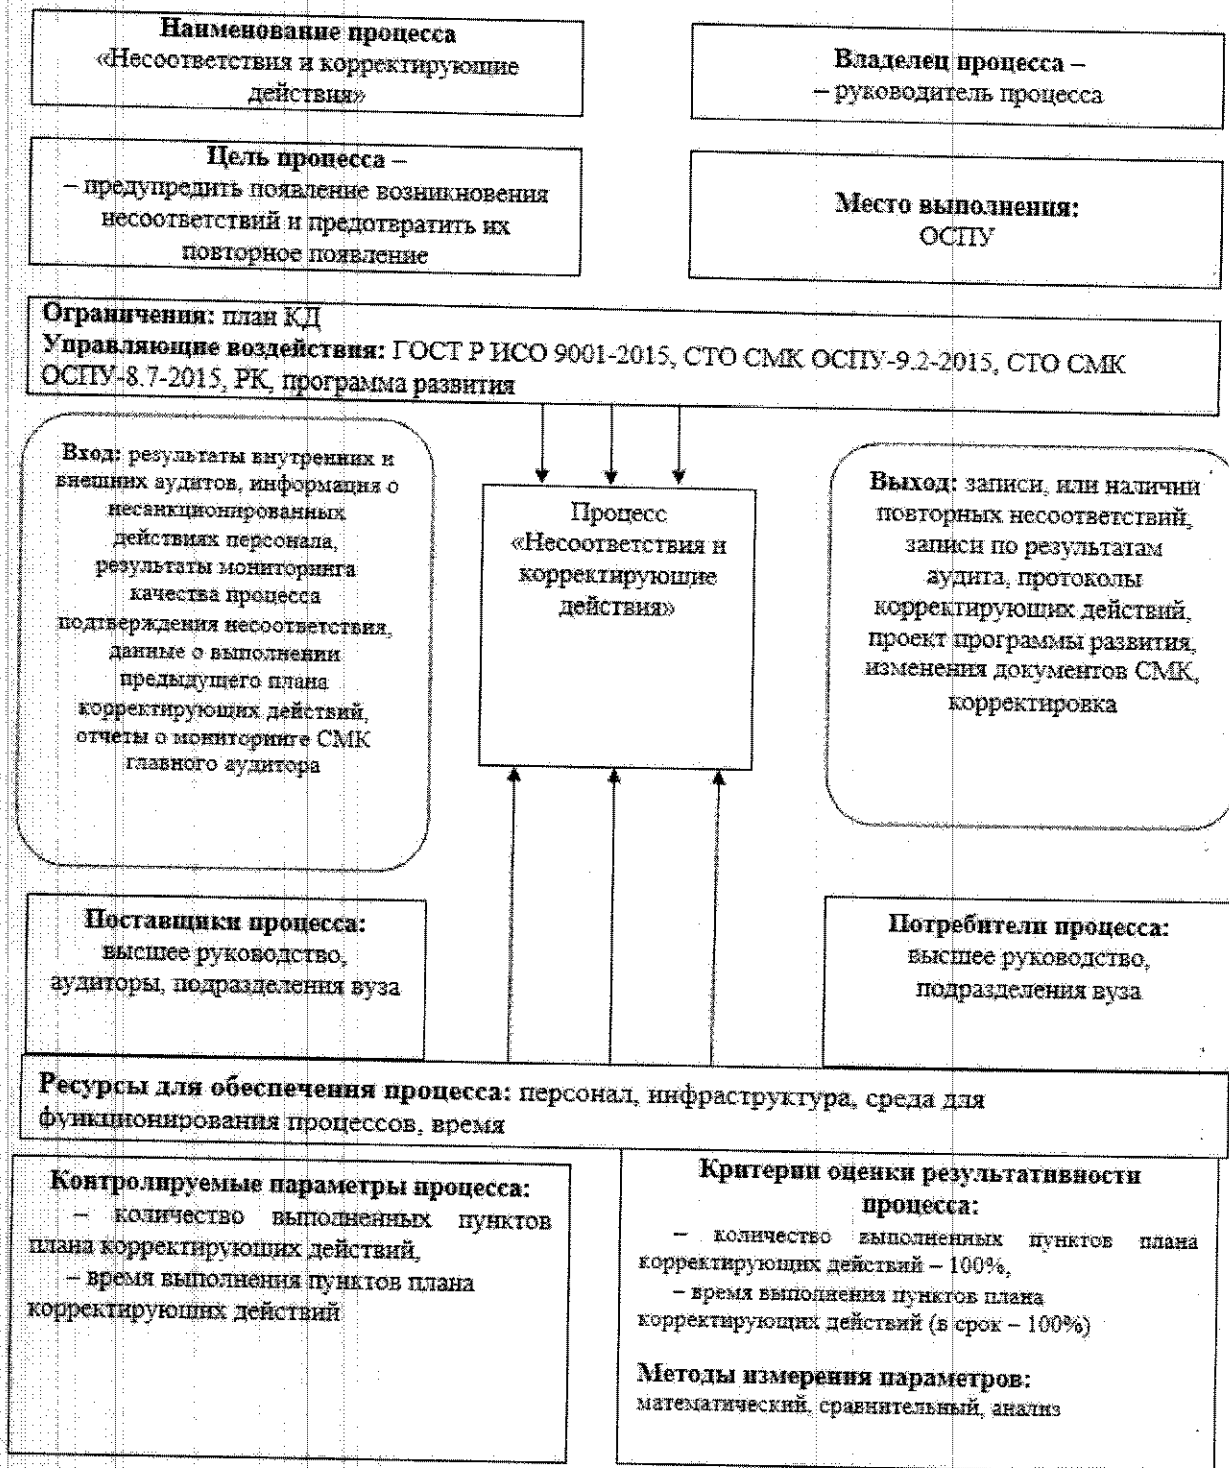 Наименование процесса
«Несоответствия и корректирующие
действия»
Владелец процесса –
– руководитель процесса
Цель процесса –
– предупредить появление возникновения
несоответствий и предотвратить их
повторное появление
Место выполнения:
ОСПУ
Ограничения: план КД
Управляющие воздействия: ГОСТ Р ИСО 9001-2015, СТО СМК ОСПУ-9.2-2015, СТО СМК
ОСПУ-8.7-2015, РК, программа развития
Вход: результаты внутренних и
внешних аудитов, информация о
несанкционированных
действиях персонала,
результаты мониторинга
качества процесса
подтверждения несоответствия,
данные о выполнении
предыдущего плана
корректирующих действий,
отчеты о мониторинге СМК
главного аудитора
Процесс
«Несоответствия и
корректирующие
действия»
Выход: записи, или наличии
повторных несоответствий,
записи по результатам
аудита, протоколы
корректирующих действий,
проект программы развития,
изменения документов СМК,
корректировка
Поставщики процесса:
высшее руководство,
аудиторы, подразделения вуза
Потребители процесса:
высшее руководство,
подразделения вуза
Ресурсы для обеспечения процесса: персонал, инфраструктура, среда для
функционирования процессов, время
Контролируемые параметры процесса:
– количество выполненных пунктов
плана корректирующих действий,
– время выполнения пунктов плана
корректирующих действий
Критерии оценки результативности
процесса:
– количество выполненных пунктов плана
корректирующих действий – 100%,
– время выполнения пунктов плана
корректирующих действий (в срок – 100%)
Методы измерения параметров:
математический, сравнительный, анализ